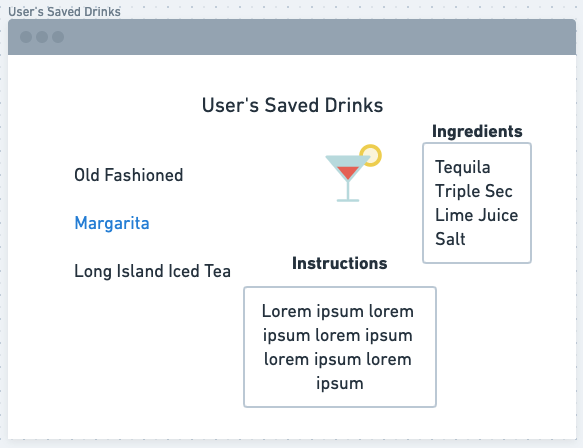 User's Saved Drinks
User's Saved Drinks
Old Fashioned
Margarita
Long Island Iced Tea
Ingredients
Tequila
Triple Sec
Lime Juice
Salt
Instructions
Lorem ipsum lorem
ipsum lorem ipsum
lorem ipsum lorem
ipsum